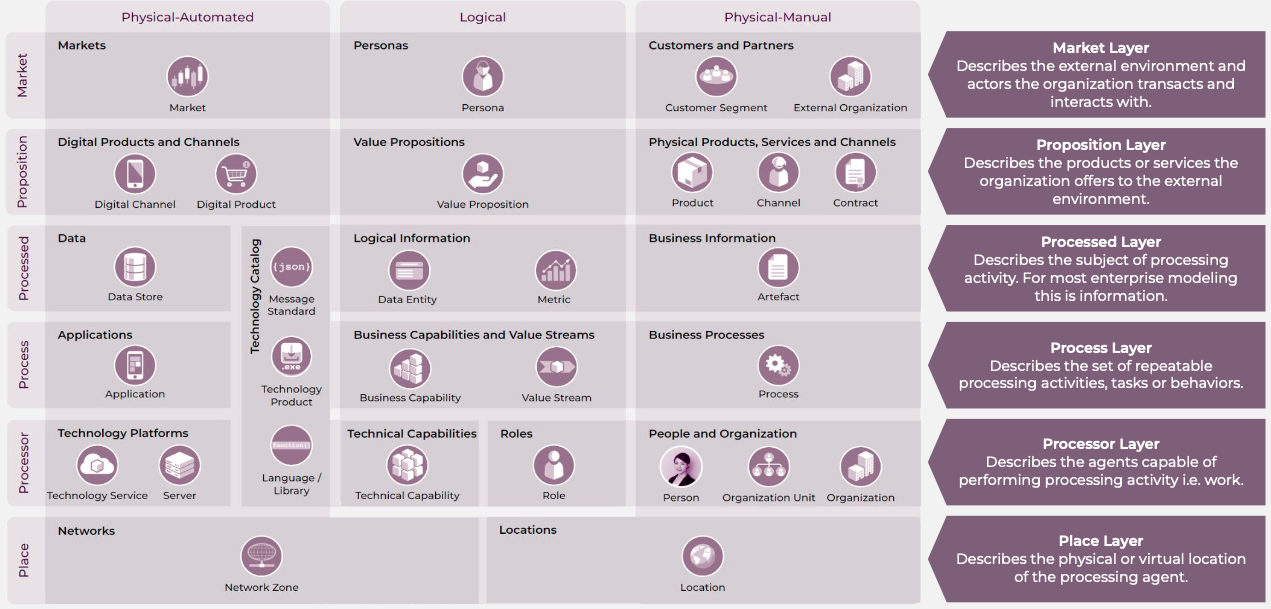 Physical-Automated
Logical
Physical-Manual
Market
Markets
Market
Personas
Persona
Customers and Partners
Customer Segment
External Organization
Market Layer
Describes the external environment and
actors the organization transacts and
interacts with.
Proposition
Digital Products and Channels
Digital Channel
Digital Product
Value Propositions
Value Proposition
Physical Products, Services and Channels
Product
Channel
Contract
Proposition Layer
Describes the products or services the
organization offers to the external
environment.
Processed
Data
Data Store
Technology Catalog
{json}
Message
Standard
Logical Information
Data Entity
Metric
Business Information
Artefact
Processed Layer
Describes the subject of processing
activity. For most enterprise modeling
this is information.
Process
Applications
Application
.exe
Technology
Product
Business Capabilities and Value Streams
Business Capability
Value Stream
Business Processes
Process
Process Layer
Describes the set of repeatable
processing activities, tasks or behaviors.
Processor
Technology Platforms
Technology Service
Server
function()
Language /
Library
Technical Capabilities
Technical Capability
Roles
Role
People and Organization
Person
Organization Unit
Organization
Processor Layer
Describes the agents capable of
performing processing activity i.e. work.
Place
Networks
Network Zone
Locations
Location
Place Layer
Describes the physical or virtual location
of the processing agent.